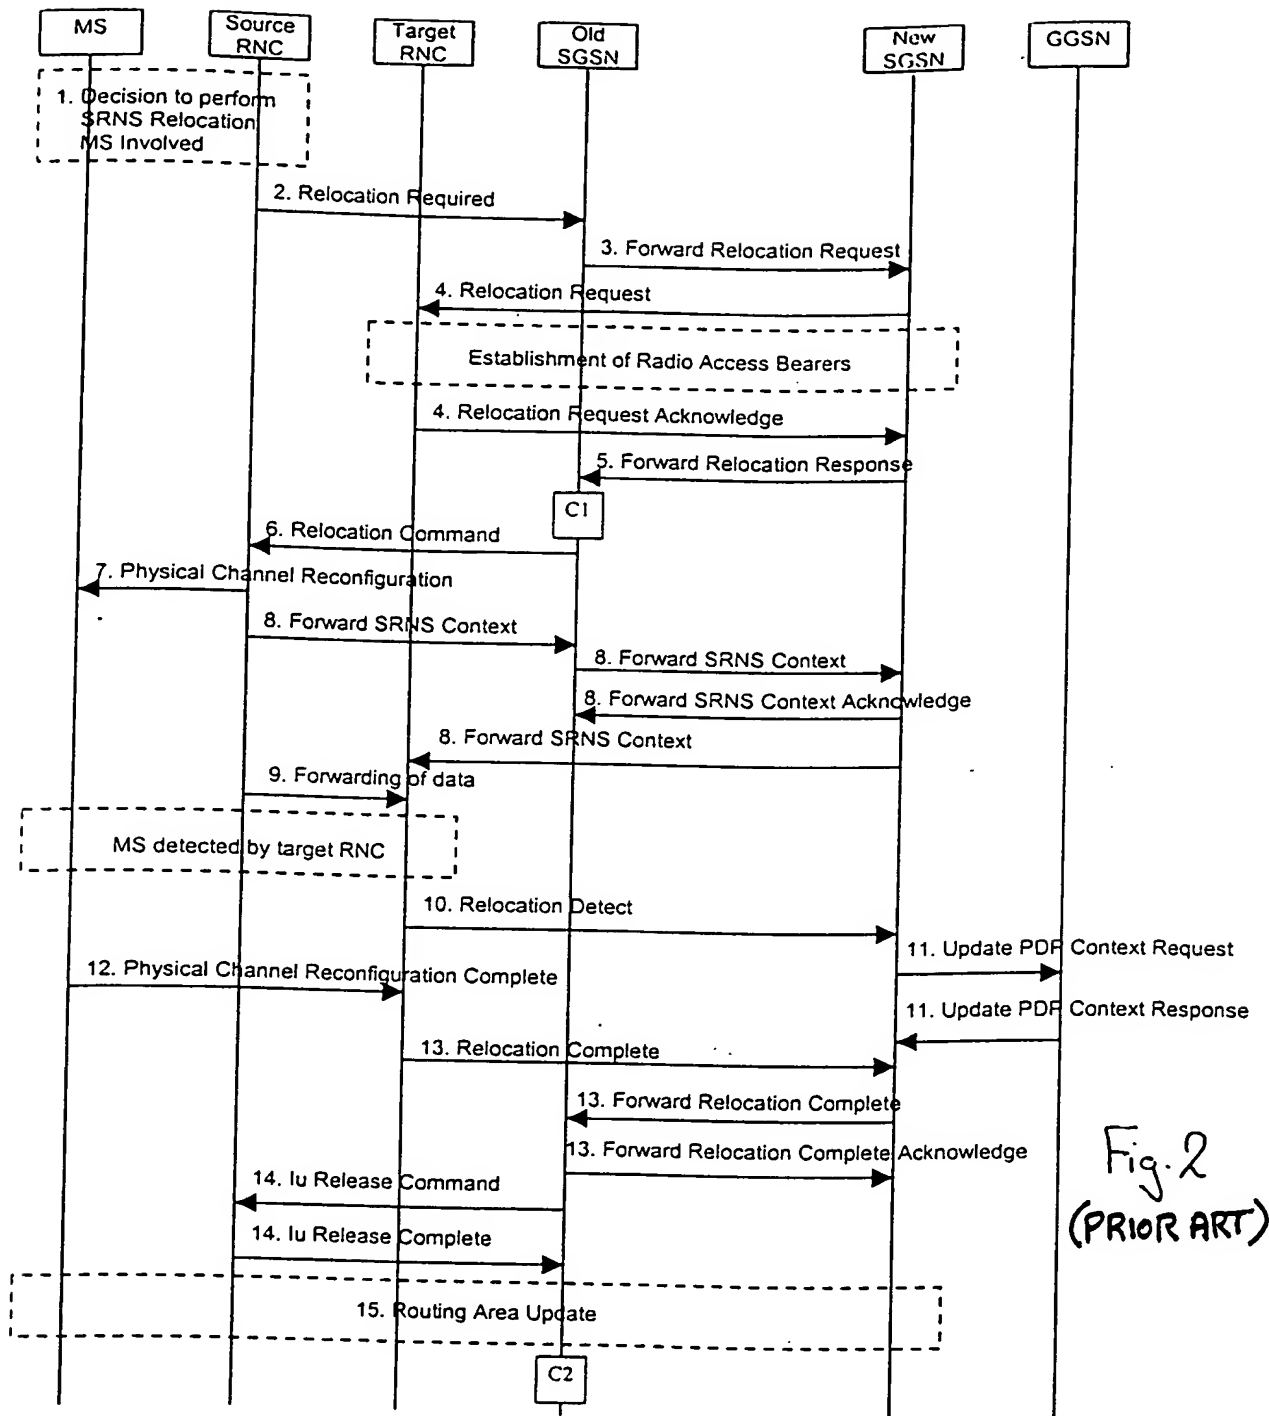 MS
Source
RNC
Target
RNC
Old
SGSN
New
SGSN
GGSN
1. Decision to perform
SRNS Relocation
MS Involved
2. Relocation Required
3. Forward Relocation Request
4. Relocation Request
Establishment of Radio Access Bearers
4. Relocation Request Acknowledge
5. Forward Relocation Response
C1
6. Relocation Command
7. Physical Channel Reconfiguration
8. Forward SRNS Context
8. Forward SRNS Context
8. Forward SRNS Context Acknowledge
8. Forward SRNS Context
9. Forwarding of data
MS detected by target RNC
10. Relocation Detect
11. Update PDP Context Request
12. Physical Channel Reconfiguration Complete
11. Update PDP Context Response
13. Relocation Complete
13. Forward Relocation Complete
13. Forward Relocation Complete Acknowledge
14. Iu Release Command
14. Iu Release Complete
15. Routing Area Update
C2
Fig. 2
(PRIOR ART)